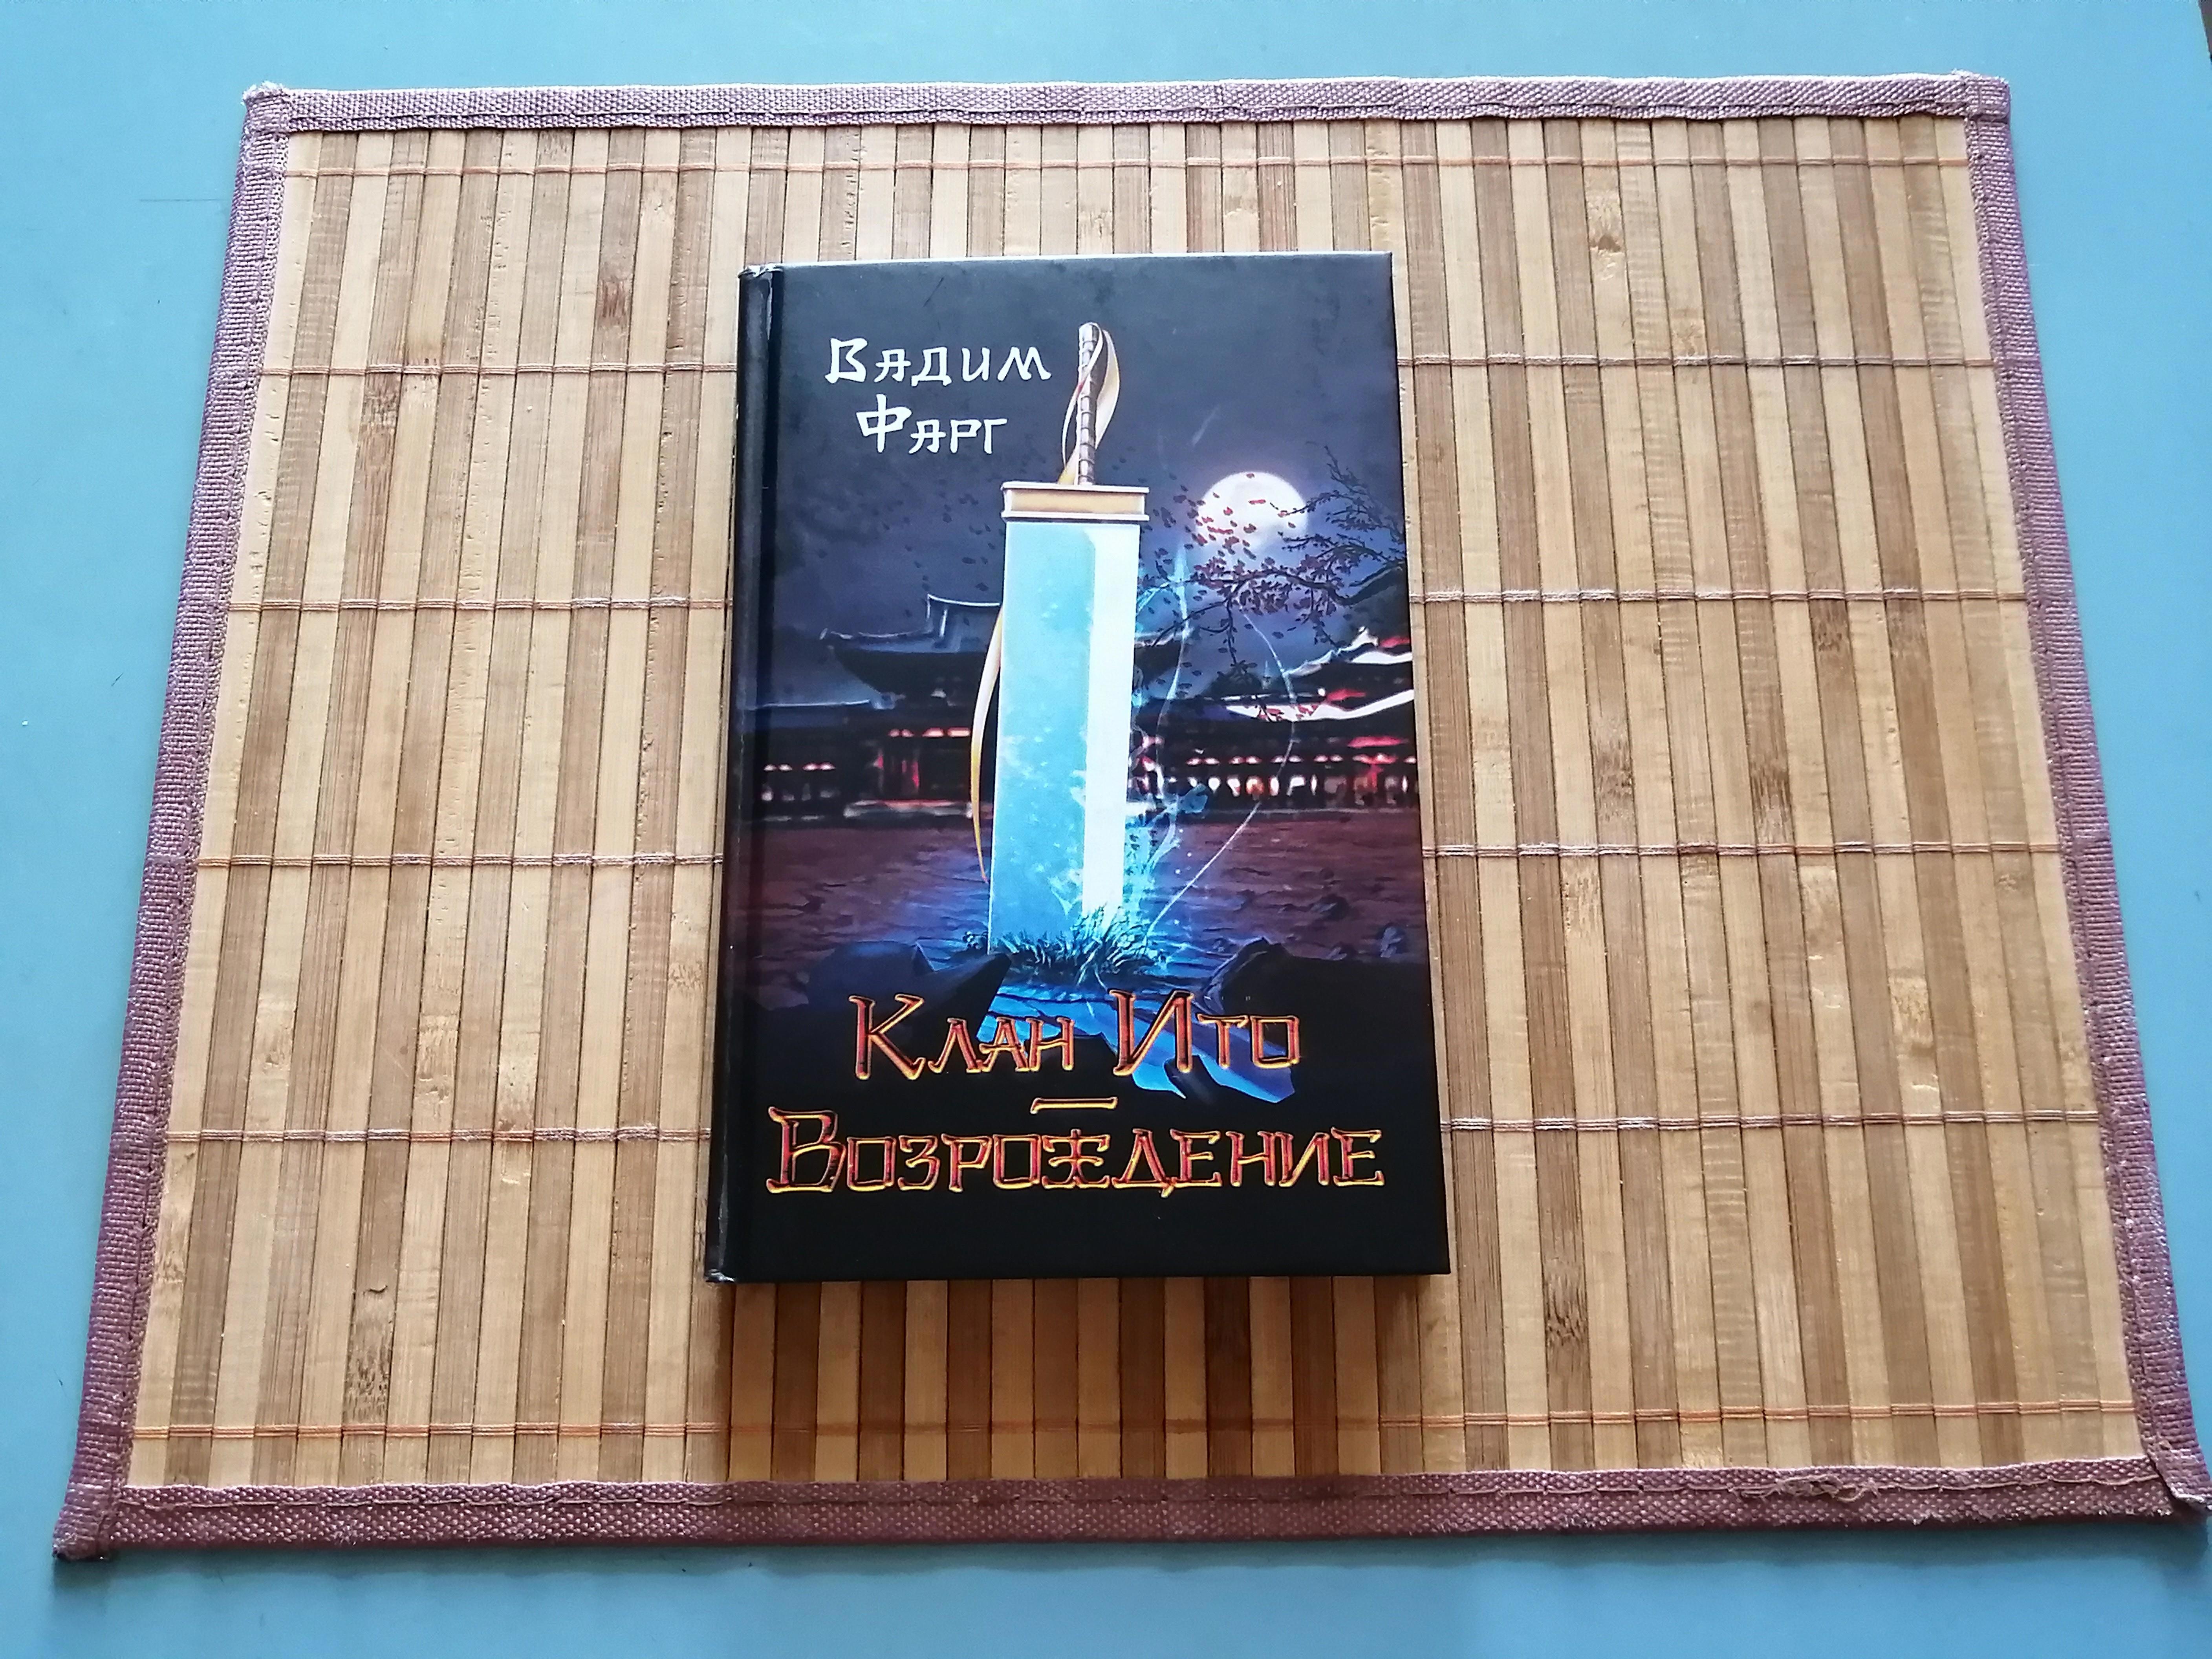 Вадим
Фарг
Клан Ито
–
Возрождение